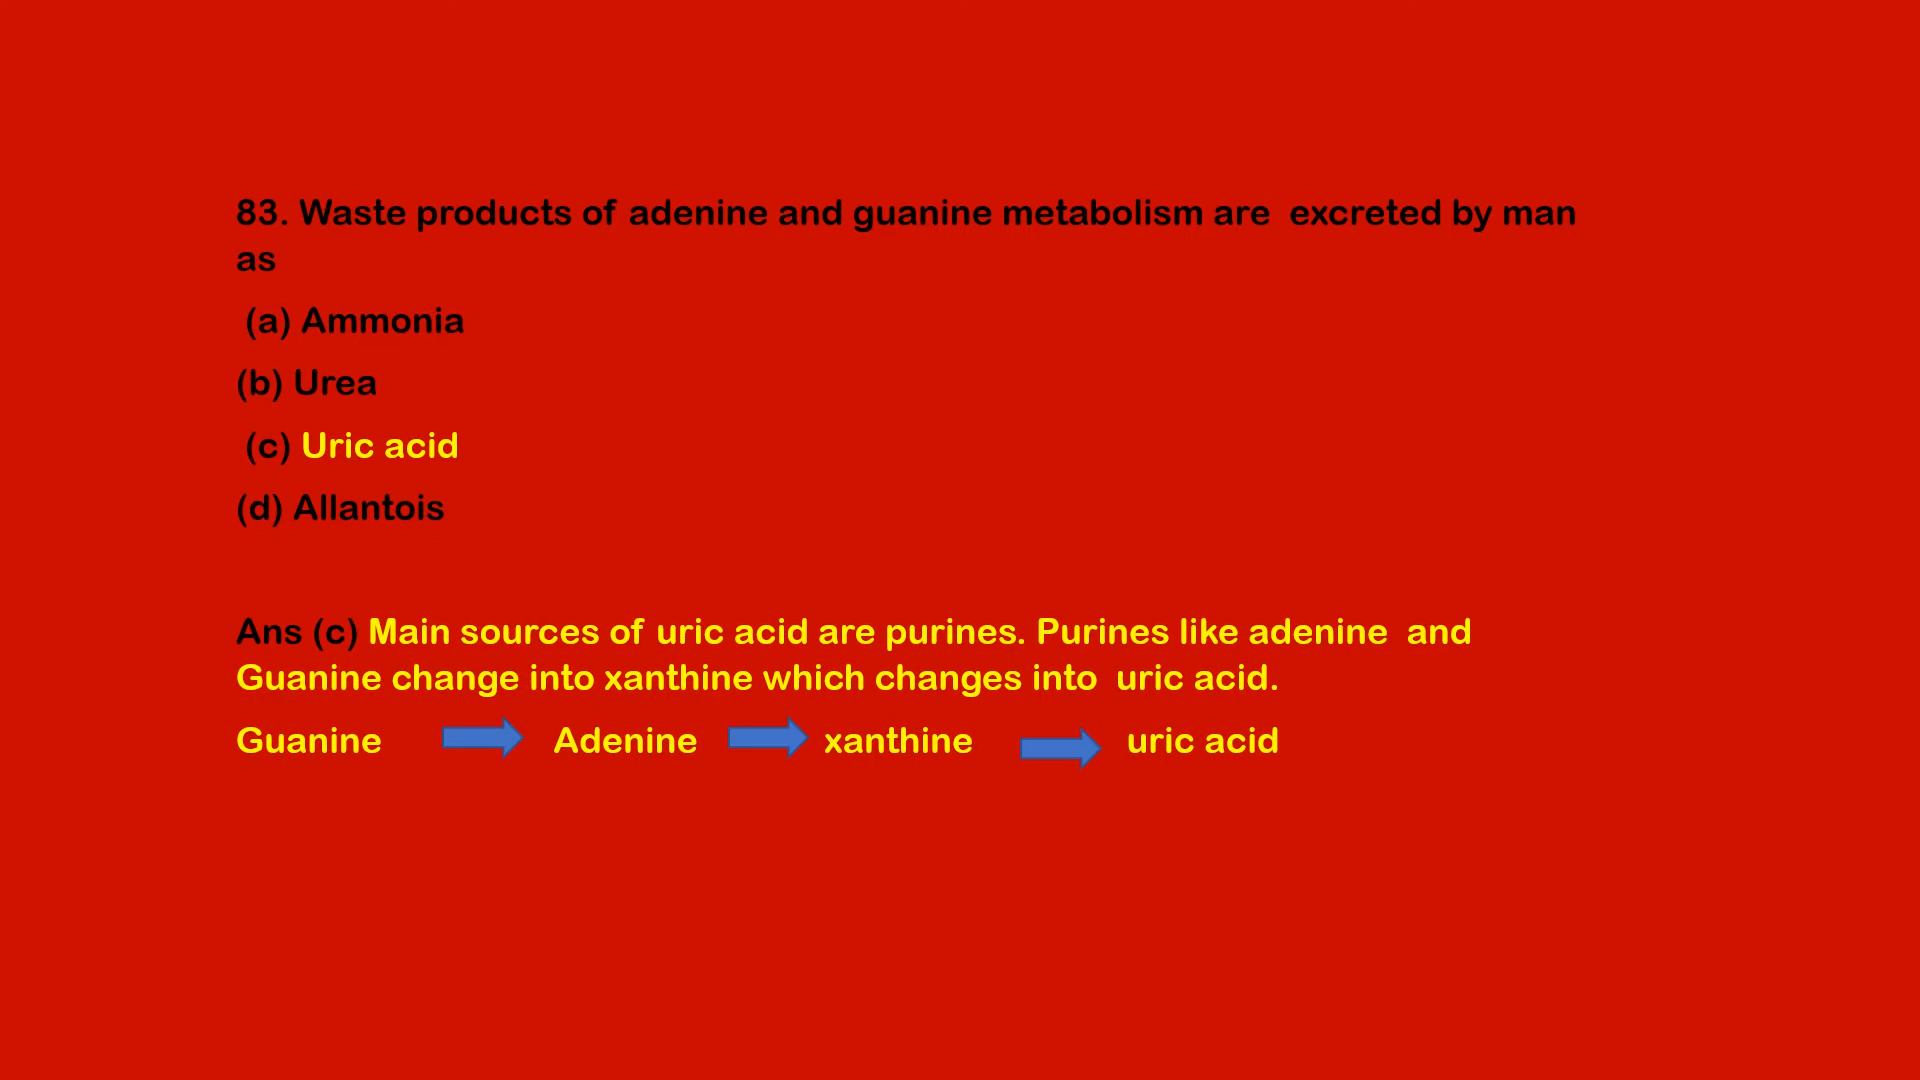 83. Waste products of adenine and guanine metabolism are excreted by man
as
(a) Ammonia
(b) Urea
(c) Uric acid
(d) Allantois
Ans (c) Main sources of uric acid are purines. Purines like adenine and
Guanine change into xanthine which changes into uric acid.
Guanine Adenine xanthine uric acid